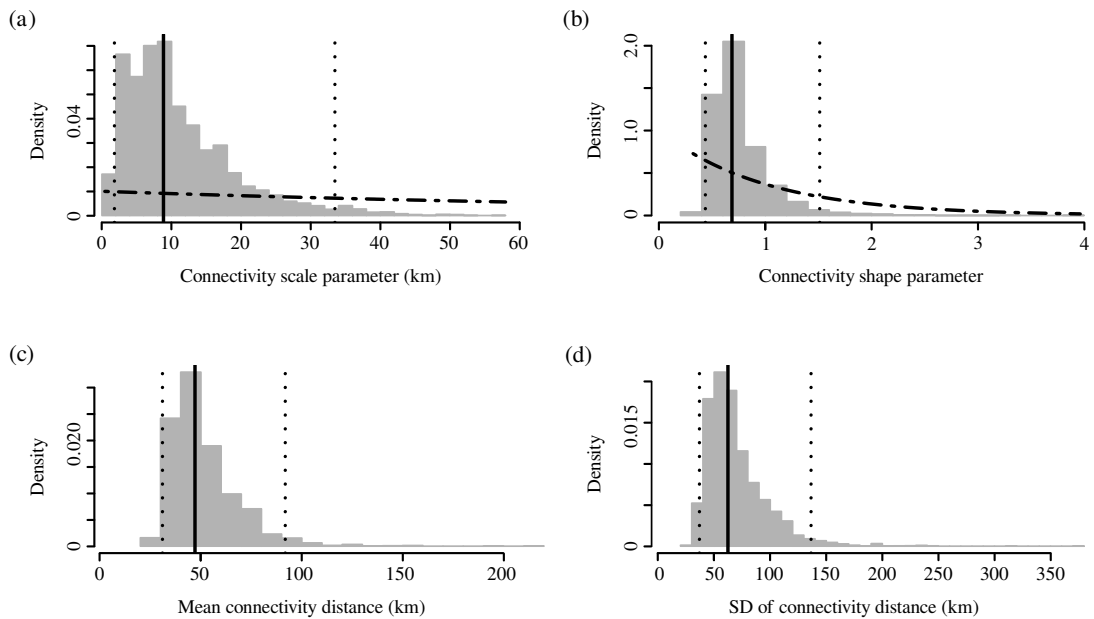 (a)
Density
0 0.04
0 10 20 30 40 50 60
Connectivity scale parameter (km)
(b)
Density
0 1.0 2.0
0 1 2 3 4
Connectivity shape parameter
(c)
Density
0 0.020
0 50 100 150 200
Mean connectivity distance (km)
(d)
Density
0 0.015
0 50 100 150 200 250 300 350
SD of connectivity distance (km)